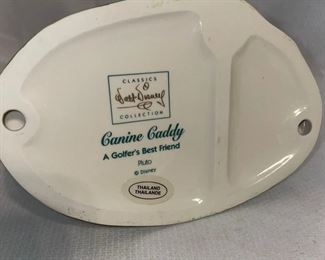 CLASSICS
Walt Disney
COLLECTION
Canine Caddy
A Golfer's Best Friend
Pluto
© DISNEY
THAILAND
THAILANDE